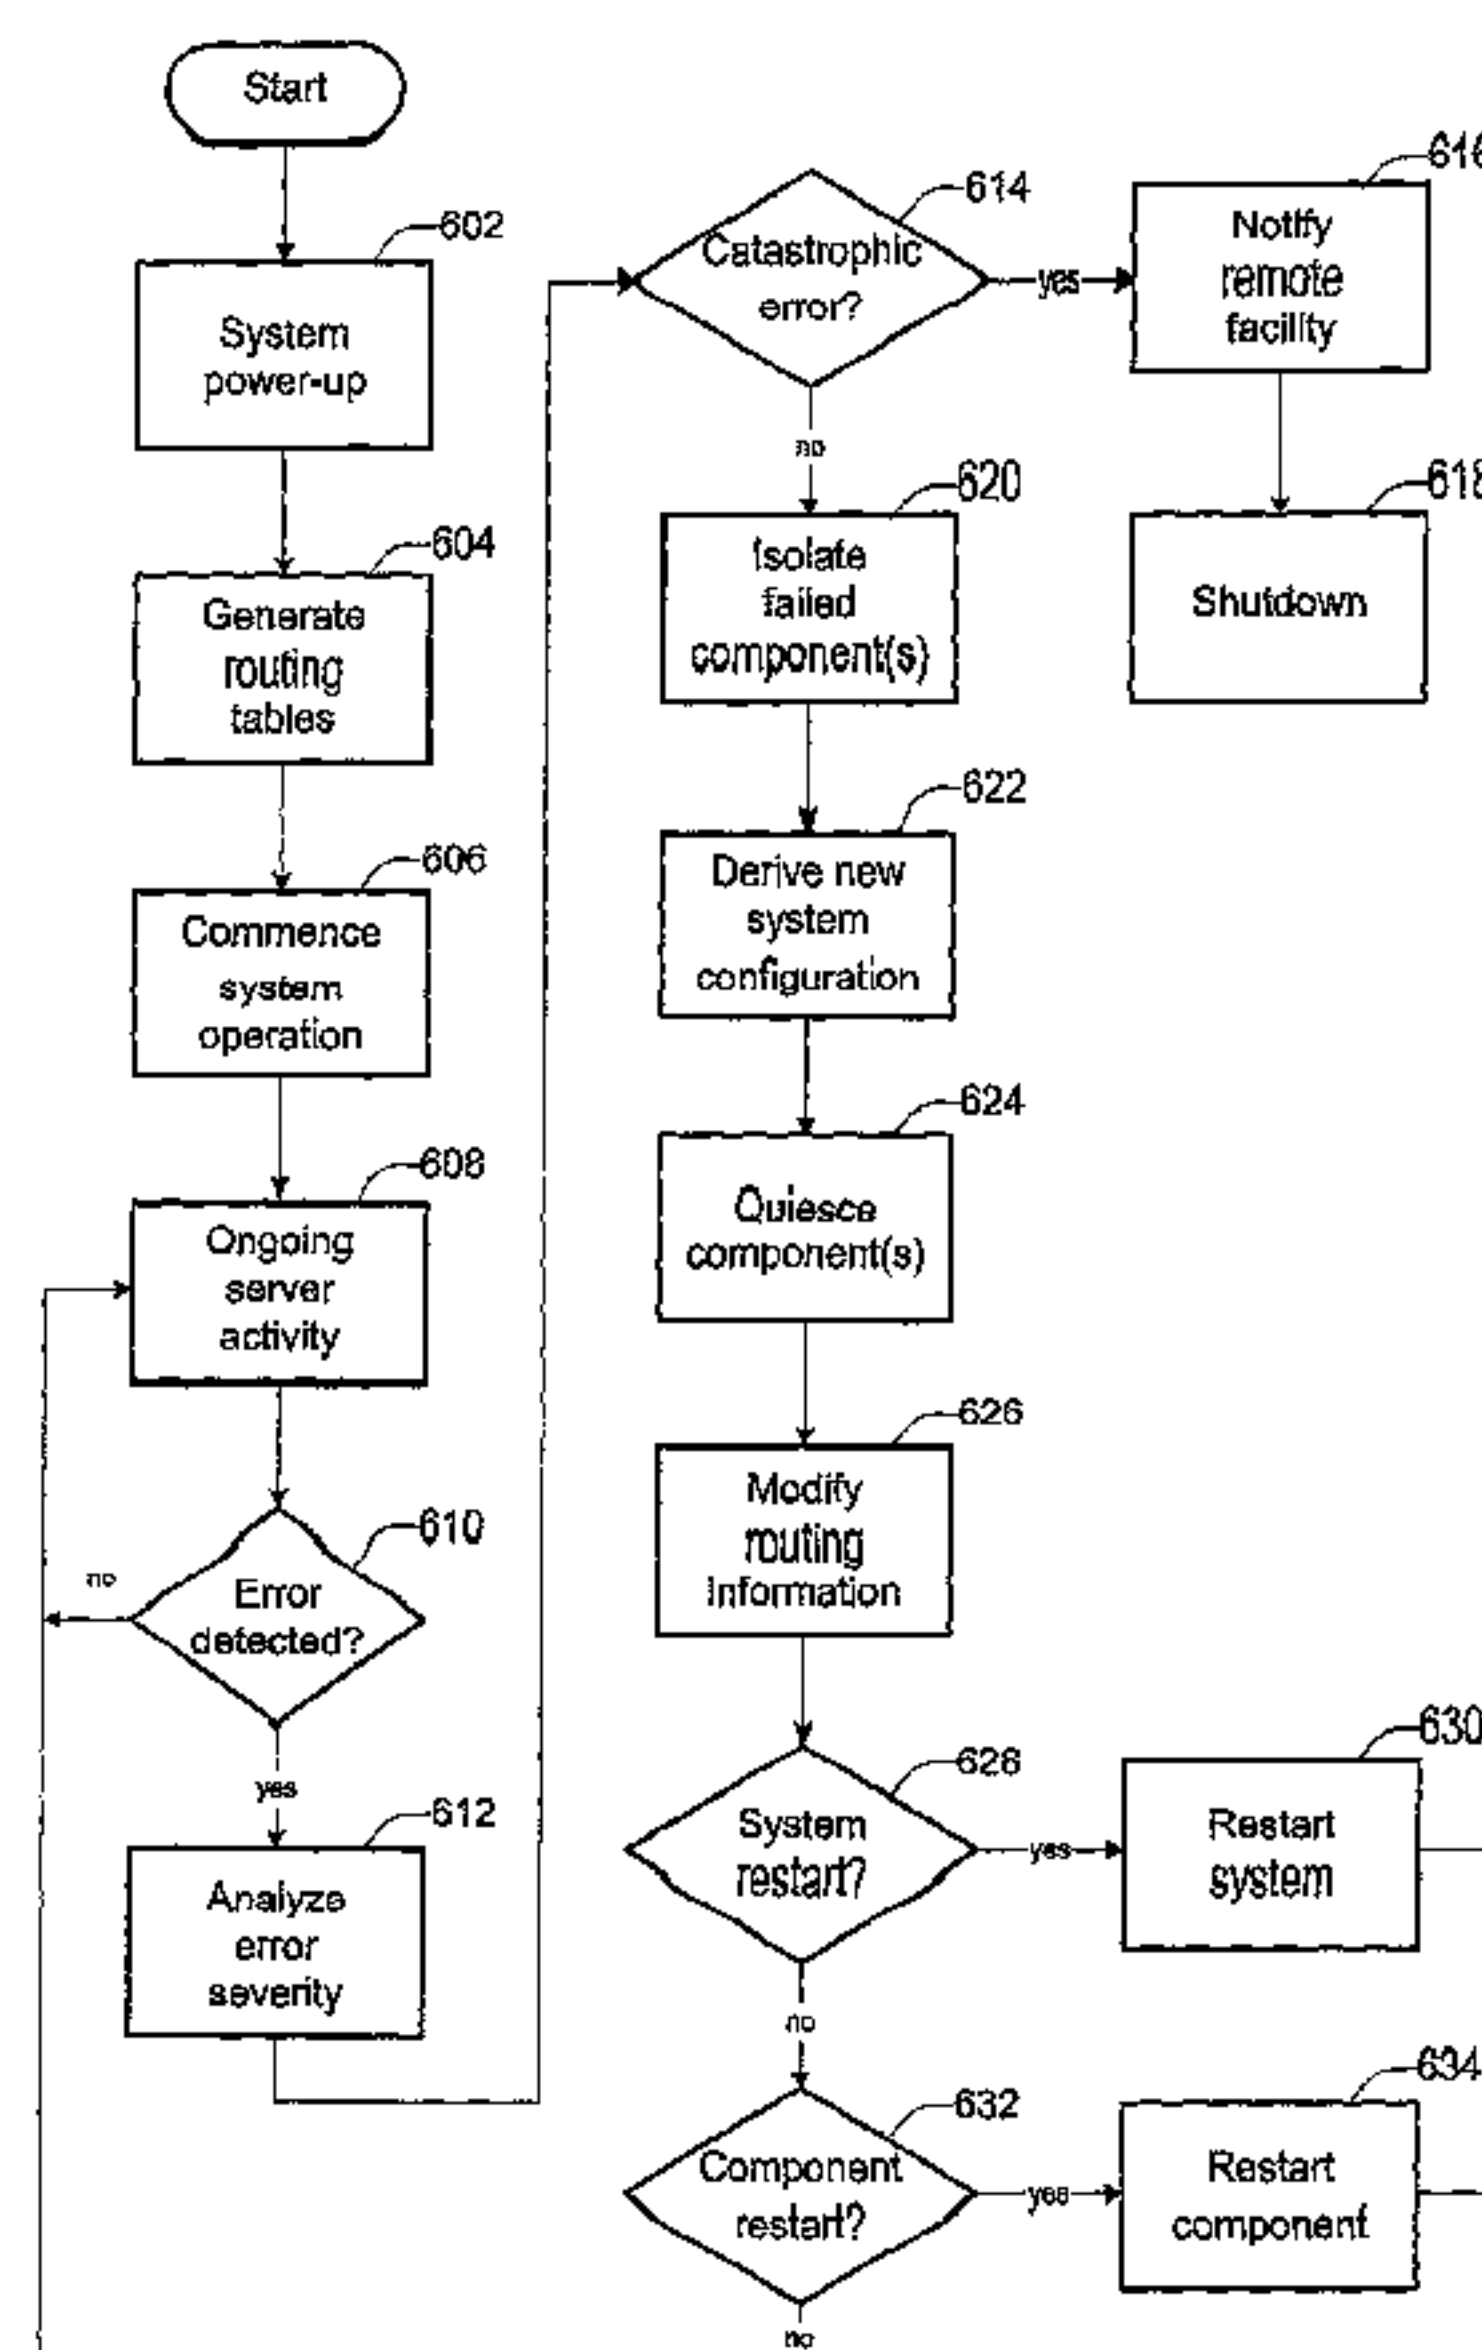 Start
602
System
power-up
604
Generate
routing
tables
606
Commence
system
operation
608
Ongoing
server
activity
610
no
Error
detected?
yes
612
Analyze
error
severity
614
Catastrophic
error?
yes
616
Notify
remote
facility
618
Shutdown
no
620
Isolate
failed
component(s)
622
Derive new
system
configuration
624
Quiesce
component(s)
626
Modify
routing
information
628
System
restart?
yes
630
Restart
system
no
632
Component
restart?
yes
634
Restart
component
no